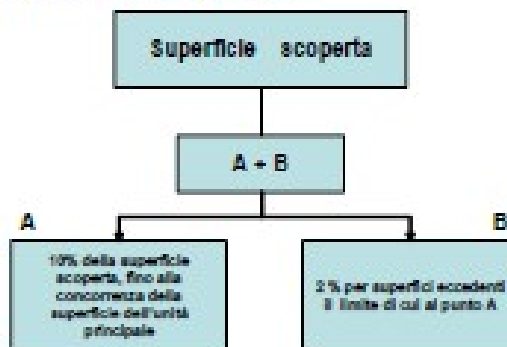 Superficie scoperta
A + B
A
B
10% della superficie
scoperta, fino alla
concorrenza della
superficie dell'unità
principale
2 % per superfici eccedenti
il limite di cui al punto A